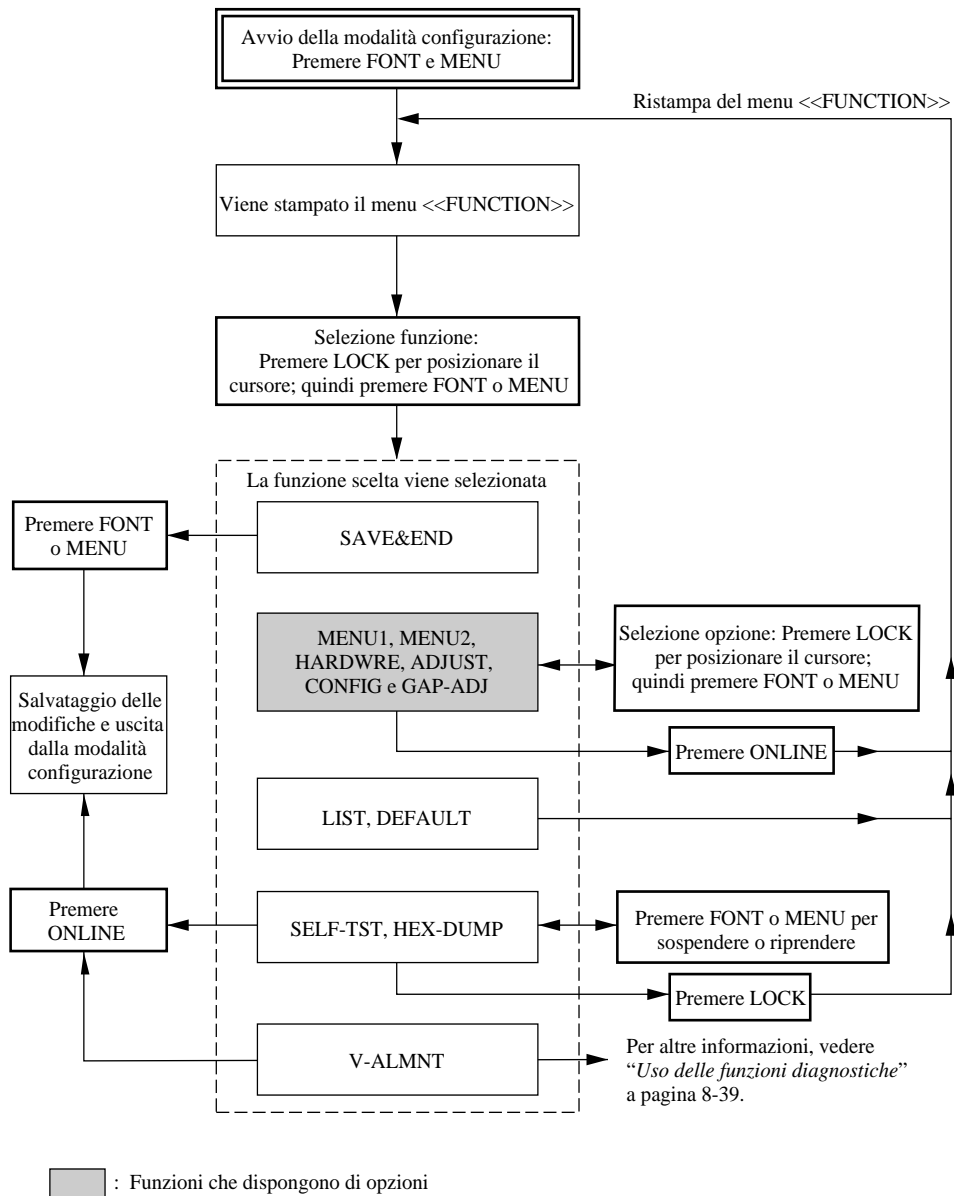 Avvio della modalità configurazione:
Premere FONT e MENU
Ristampa del menu <<FUNCTION>>
Viene stampato il menu <<FUNCTION>>
Selezione funzione:
Premere LOCK per posizionare il
cursore; quindi premere FONT o MENU
La funzione scelta viene selezionata
Premere FONT
o MENU
SAVE&END
MENU1, MENU2,
HARDWRE, ADJUST,
CONFIG e GAP-ADJ
Selezione opzione: Premere LOCK
per posizionare il cursore;
quindi premere FONT o MENU
Salvataggio delle
modifiche e uscita
dalla modalità
configurazione
Premere ONLINE
LIST, DEFAULT
Premere
ONLINE
SELF-TST, HEX-DUMP
Premere FONT o MENU per
sospendere o riprendere
Premere LOCK
V-ALMNT
Per altre informazioni, vedere
“Uso delle funzioni diagnostiche”
a pagina 8-39.
: Funzioni che dispongono di opzioni